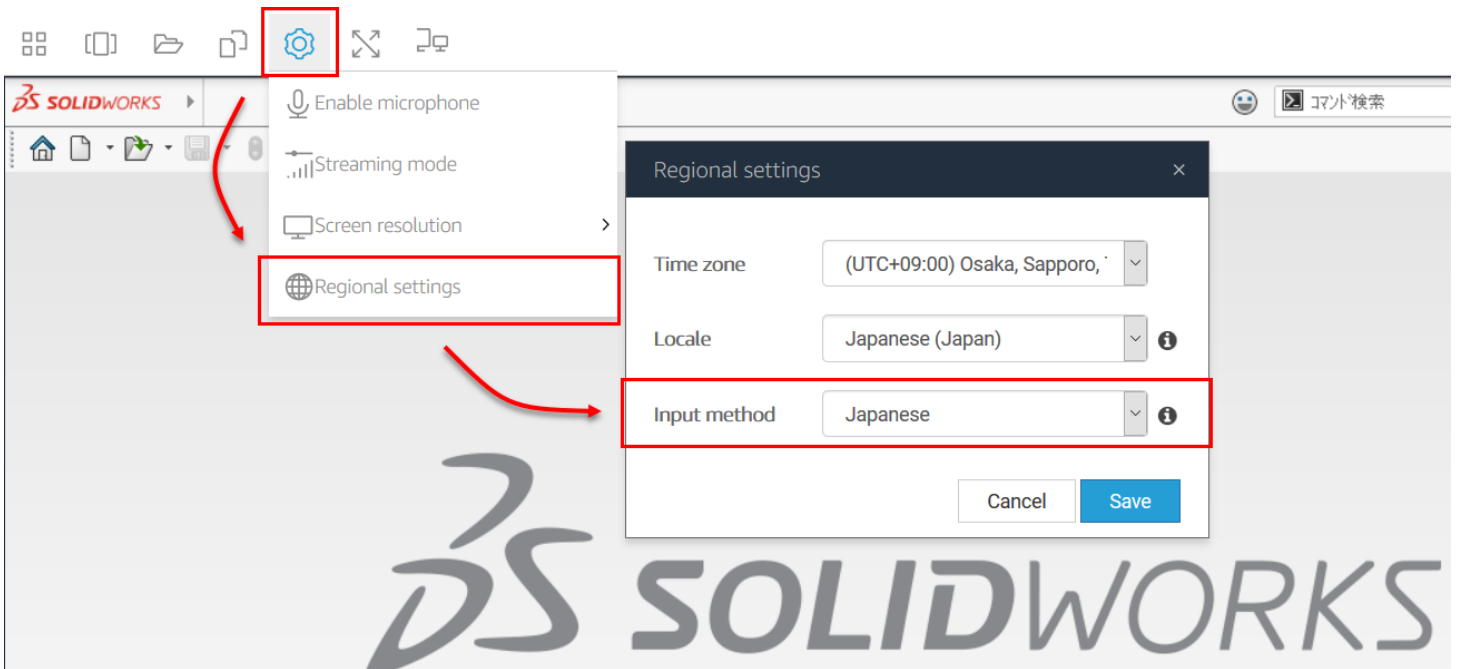 SOLIDWORKS
コマンド検索
Enable microphone
Streaming mode
Screen resolution
Regional settings
Regional settings
Time zone
(UTC+09:00) Osaka, Sapporo,
Locale
Japanese (Japan)
Input method
Japanese
Cancel
Save
SOLIDWORKS